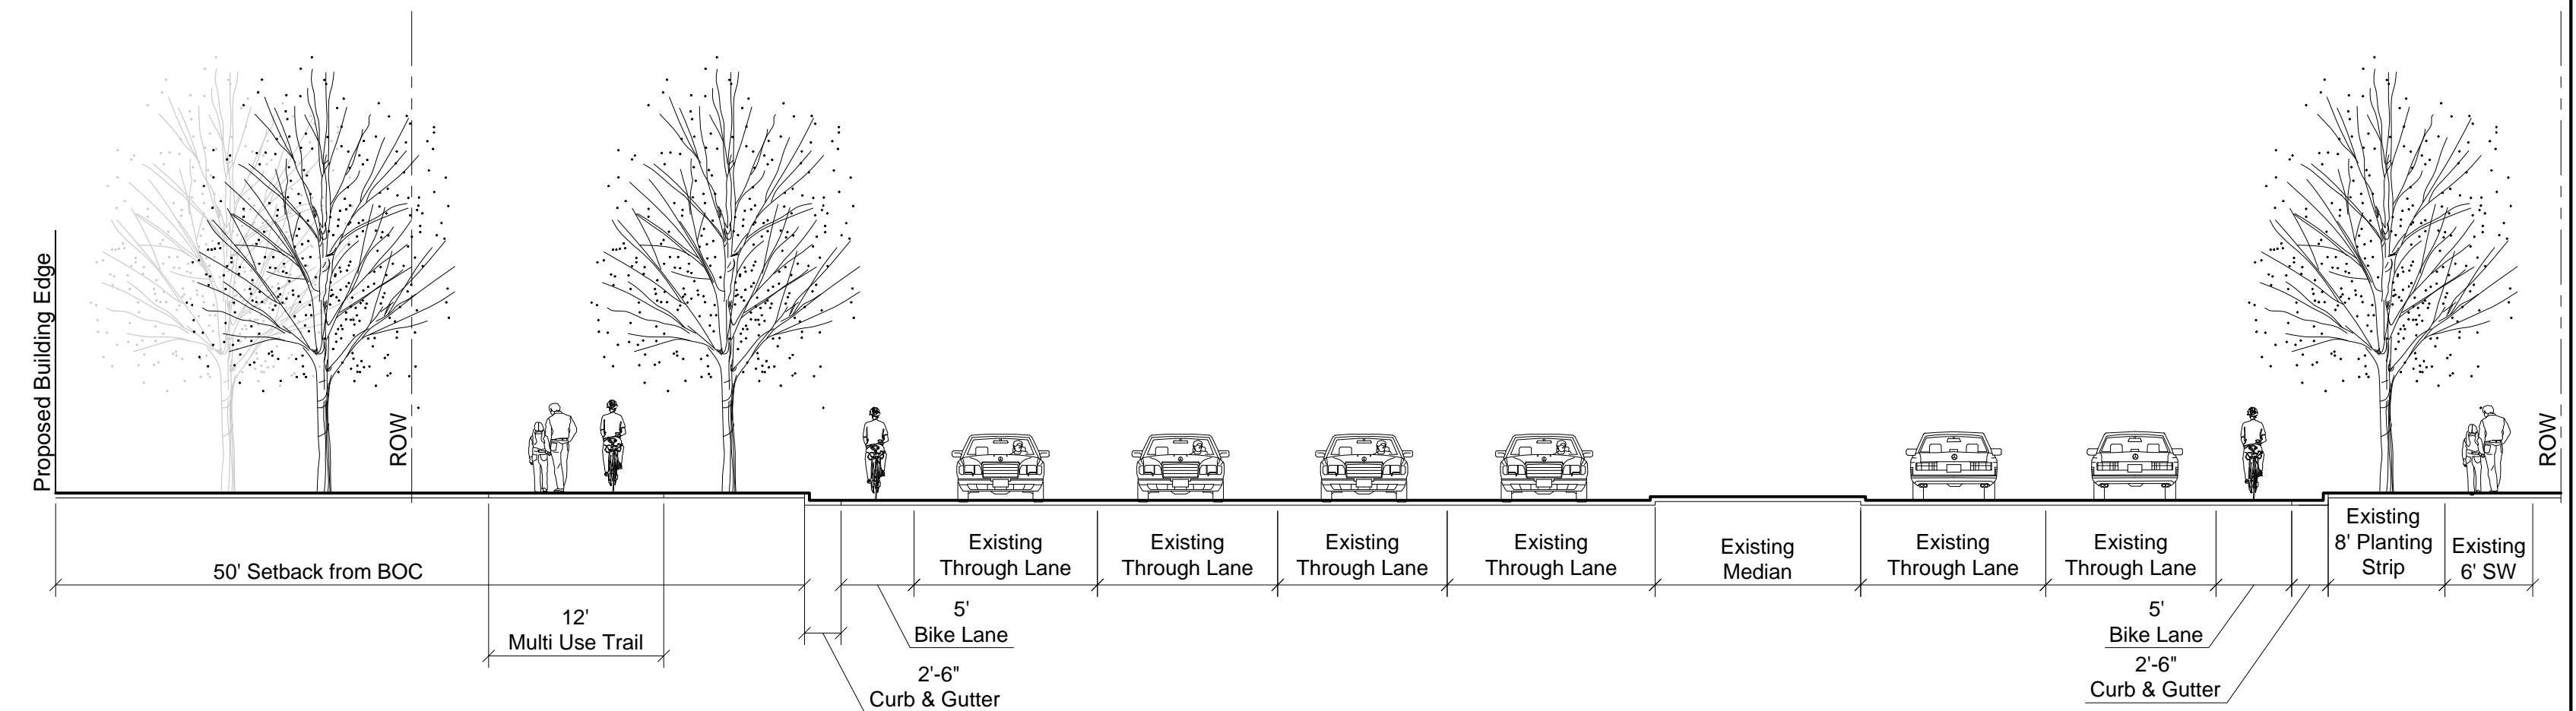 Proposed Building Edge
ROW
ROW
50' Setback from BOC
12'
Multi Use Trail
2'-6"
Curb & Gutter
5'
Bike Lane
Existing
Through Lane
Existing
Through Lane
Existing
Through Lane
Existing
Through Lane
Existing
Median
Existing
Through Lane
Existing
Through Lane
5'
Bike Lane
2'-6"
Curb & Gutter
Existing
8' Planting
Strip
Existing
6' SW